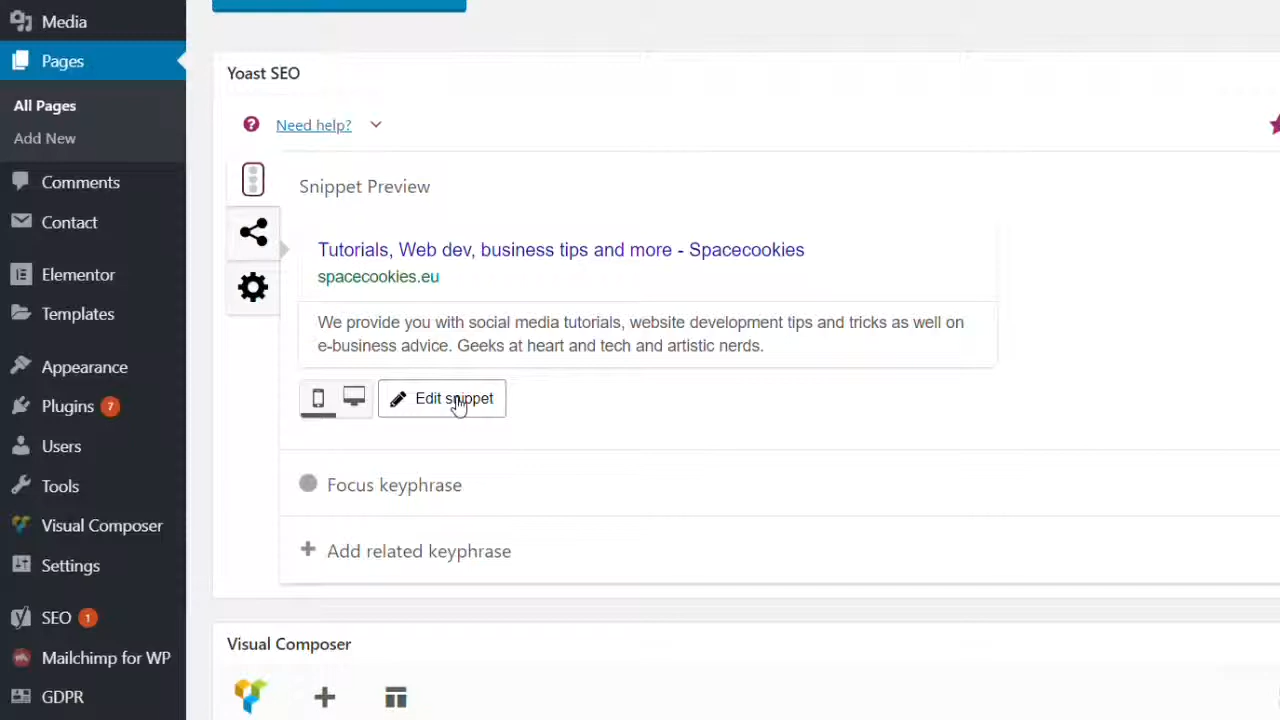 Media
Pages
All Pages
Add New
Comments
Contact
Elementor
Templates
Appearance
Plugins 7
Users
Tools
Visual Composer
Settings
SEO 1
Mailchimp for WP
GDPR
Yoast SEO
? Need help?
Snippet Preview
Tutorials, Web dev, business tips and more - Spacecookies
spacecookies.eu
We provide you with social media tutorials, website development tips and tricks as well on
e-business advice. Geeks at heart and tech and artistic nerds.
Edit snippet
Focus keyphrase
Add related keyphrase
Visual Composer